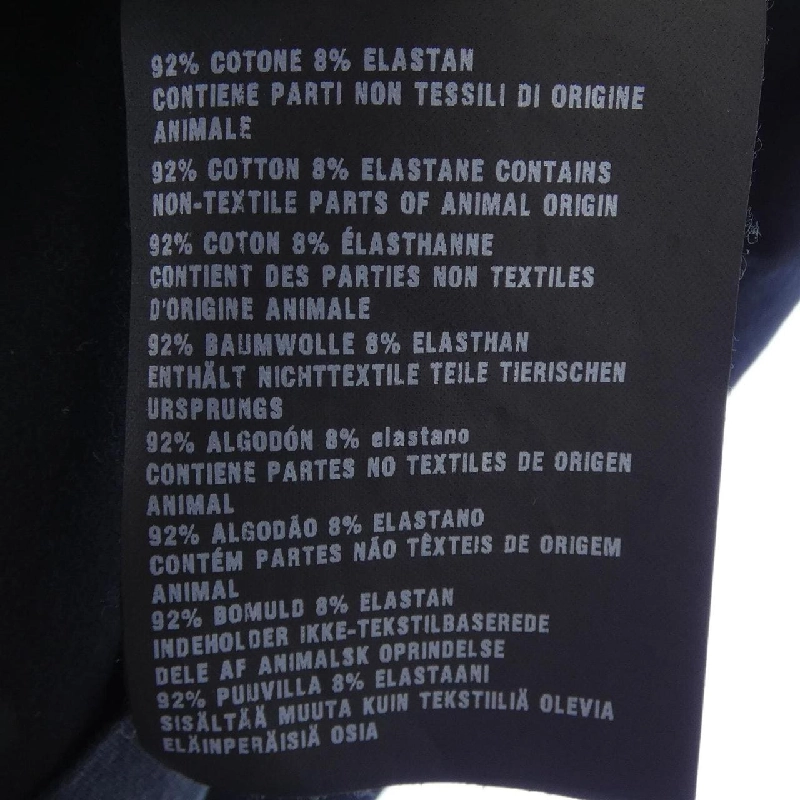 92% COTONE 8% ELASTAN
CONTIENE PARTI NON TESSILI DI ORIGINE
ANIMALE
92% COTTON 8% ELASTANE CONTAINS
NON-TEXTILE PARTS OF ANIMAL ORIGIN
92% COTON 8% ÉLASTHANNE
CONTIENT DES PARTIES NON TEXTILES
D'ORIGINE ANIMALE
92% BAUMWOLLE 8% ELASTHAN
ENTHÄLT NICHTTEXTILE TEILE TIERISCHEN
URSPRUNGS
92% ALGODÓN 8% elastano
CONTIENE PARTES NO TEXTILES DE ORIGEN
ANIMAL
92% ALGODÃO 8% ELASTANO
CONTÉM PARTES NÃO TÊXTEIS DE ORIGEM
ANIMAL
92% BOMULD 8% ELASTAN
INDEHOLDER IKKE-TEKSTILBASEREDE
DELE AF ANIMALSK OPRINDELSE
92% PUUVILLA 8% ELASTAANI
SISÄLTÄÄ MUUTA KUIN TEKSTIILIÄ OLEVIA
ELÄINPERÄISIÄ OSIA